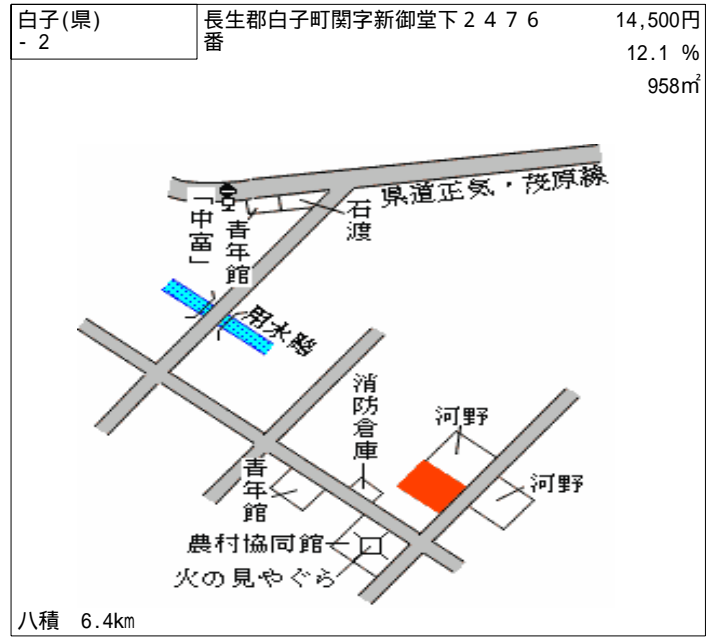 白子(県)
- 2
長生郡白子町関字新御堂下２４７６
番
14,500円
12.1 %
958㎡
県道正気・茂原線
石渡
青年館
「中富」
用水路
消防倉庫
河野
河野
青年館
農村協同館
火の見やぐら
八積 6.4km